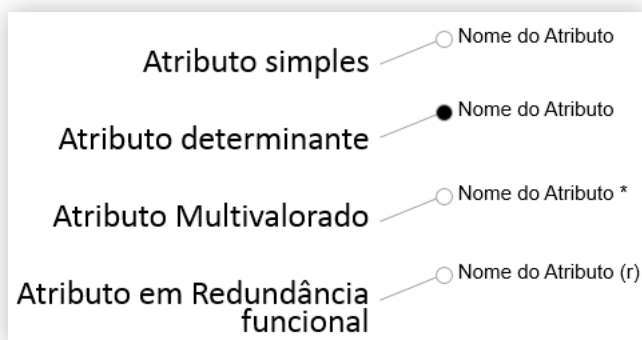 Atributo simples
Nome do Atributo
Atributo determinante
Nome do Atributo
Atributo Multivalorado
Nome do Atributo *
Atributo em Redundância
funcional
Nome do Atributo (r)